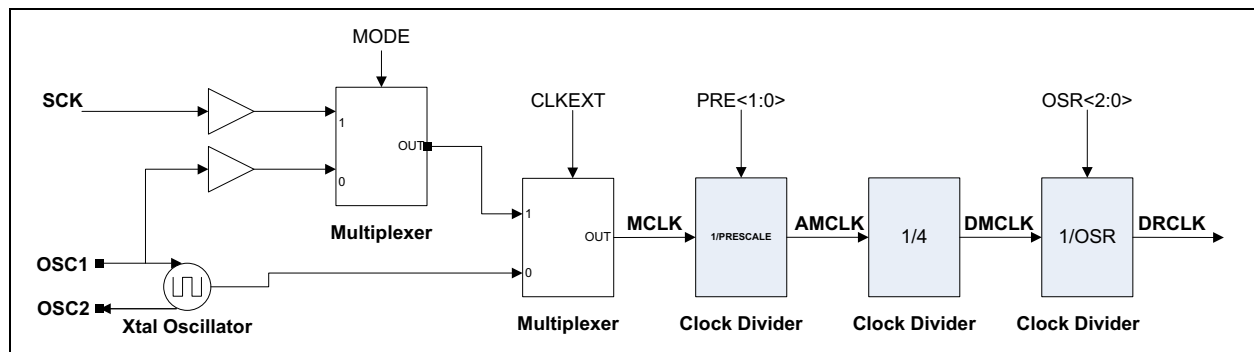 MODE
SCK
CLKEXT
PRE<1:0>
OSR<2:0>
1
OUT
0
Multiplexer
1
OUT
0
MCLK
1/PRESCALE
AMCLK
1/4
DMCLK
1/OSR
DRCLK
OSC1
OSC2
Xtal Oscillator
Multiplexer
Clock Divider
Clock Divider
Clock Divider